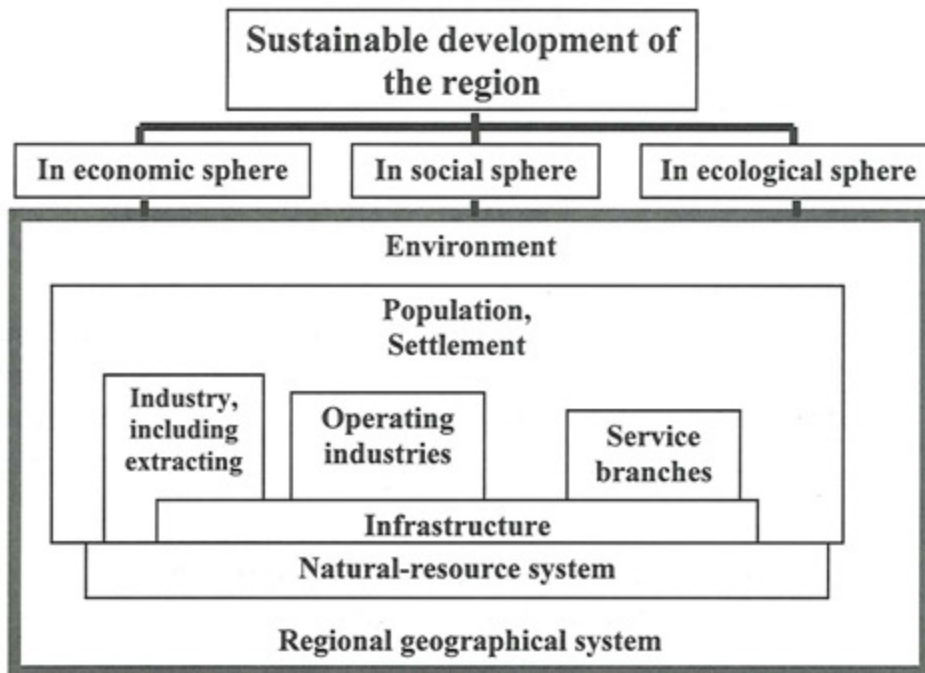 Sustainable development of
the region
In economic sphere
In social sphere
In ecological sphere
Environment
Population,
Settlement
Industry,
including
extracting
Operating
industries
Service
branches
Infrastructure
Natural-resource system
Regional geographical system